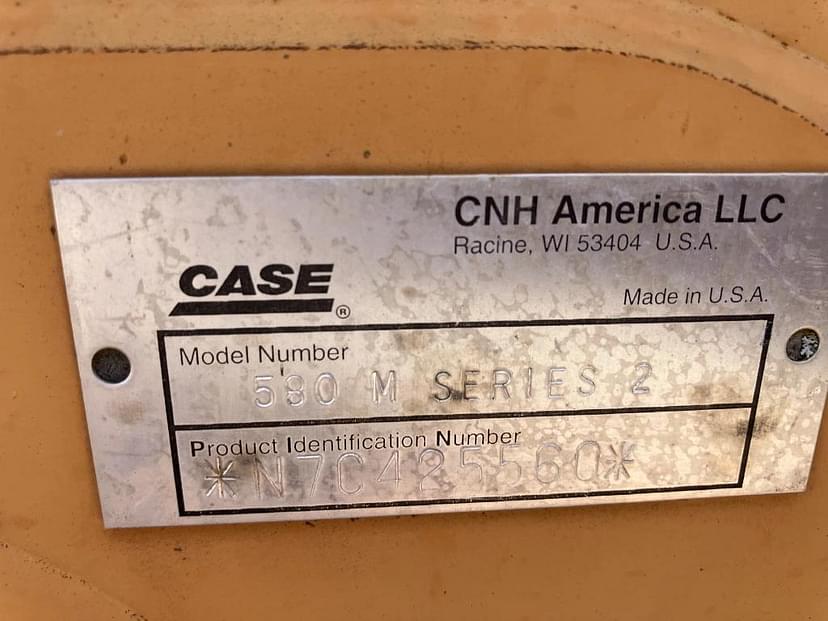 CNH America LLC
Racine, WI 53404 U.S.A.
CASE
®
Made in U.S.A.
Model Number
580 M SERIES 2
Product Identification Number
*N7C425560*